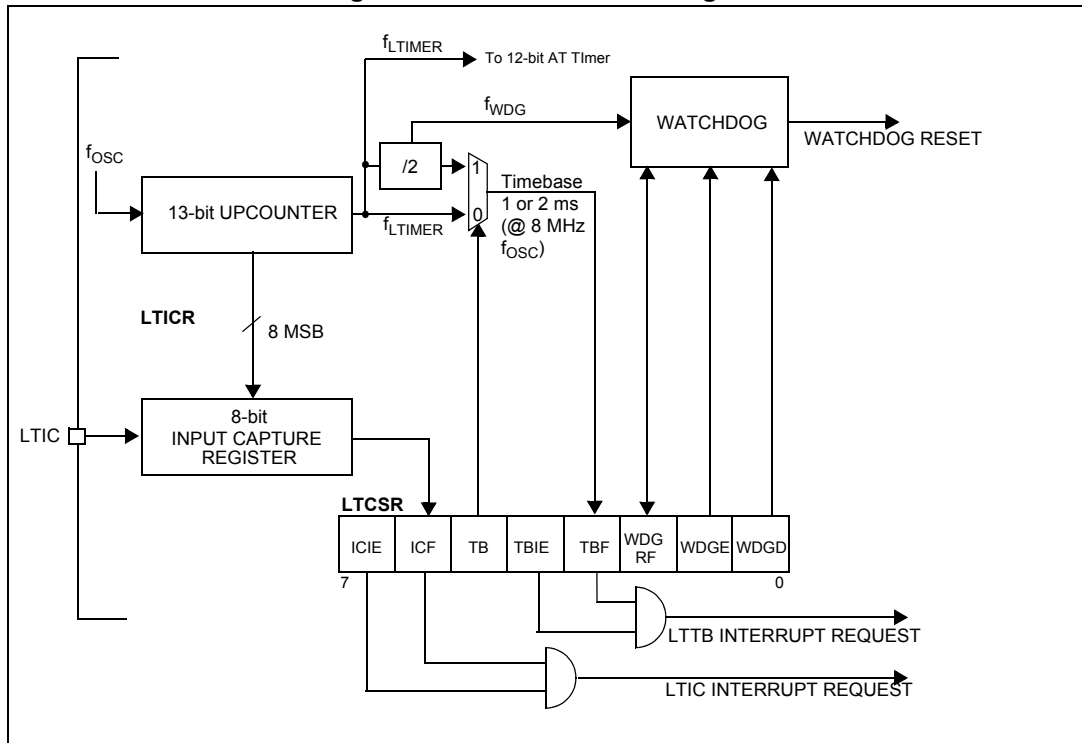 fLTIMER
To 12-bit AT TImer
fWDG
WATCHDOG
WATCHDOG RESET
fOSC
/2
1
0
Timebase
1 or 2 ms
(@ 8 MHz
fOSC)
13-bit UPCOUNTER
fLTIMER
LTICR
8 MSB
8-bit
INPUT CAPTURE
REGISTER
LTIC
LTCSR
ICIE ICF TB TBIE TBF WDG RF WDGE WDGD
7 0
LTTB INTERRUPT REQUEST
LTIC INTERRUPT REQUEST